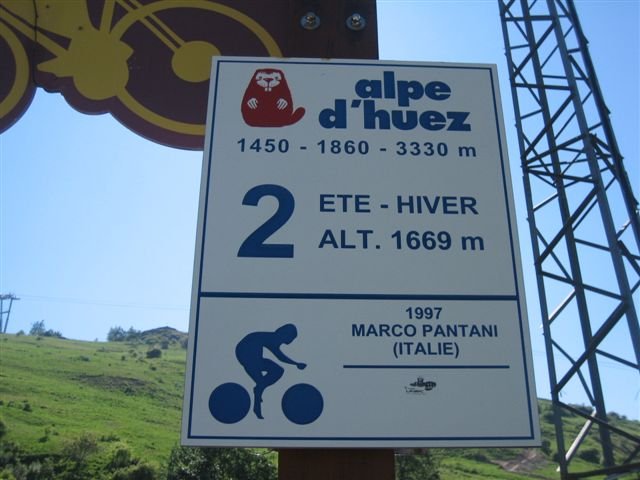 alpe
d'huez
1450 - 1860 - 3330 m
2
ETE - HIVER
ALT. 1669 m
1997
MARCO PANTANI
(ITALIE)